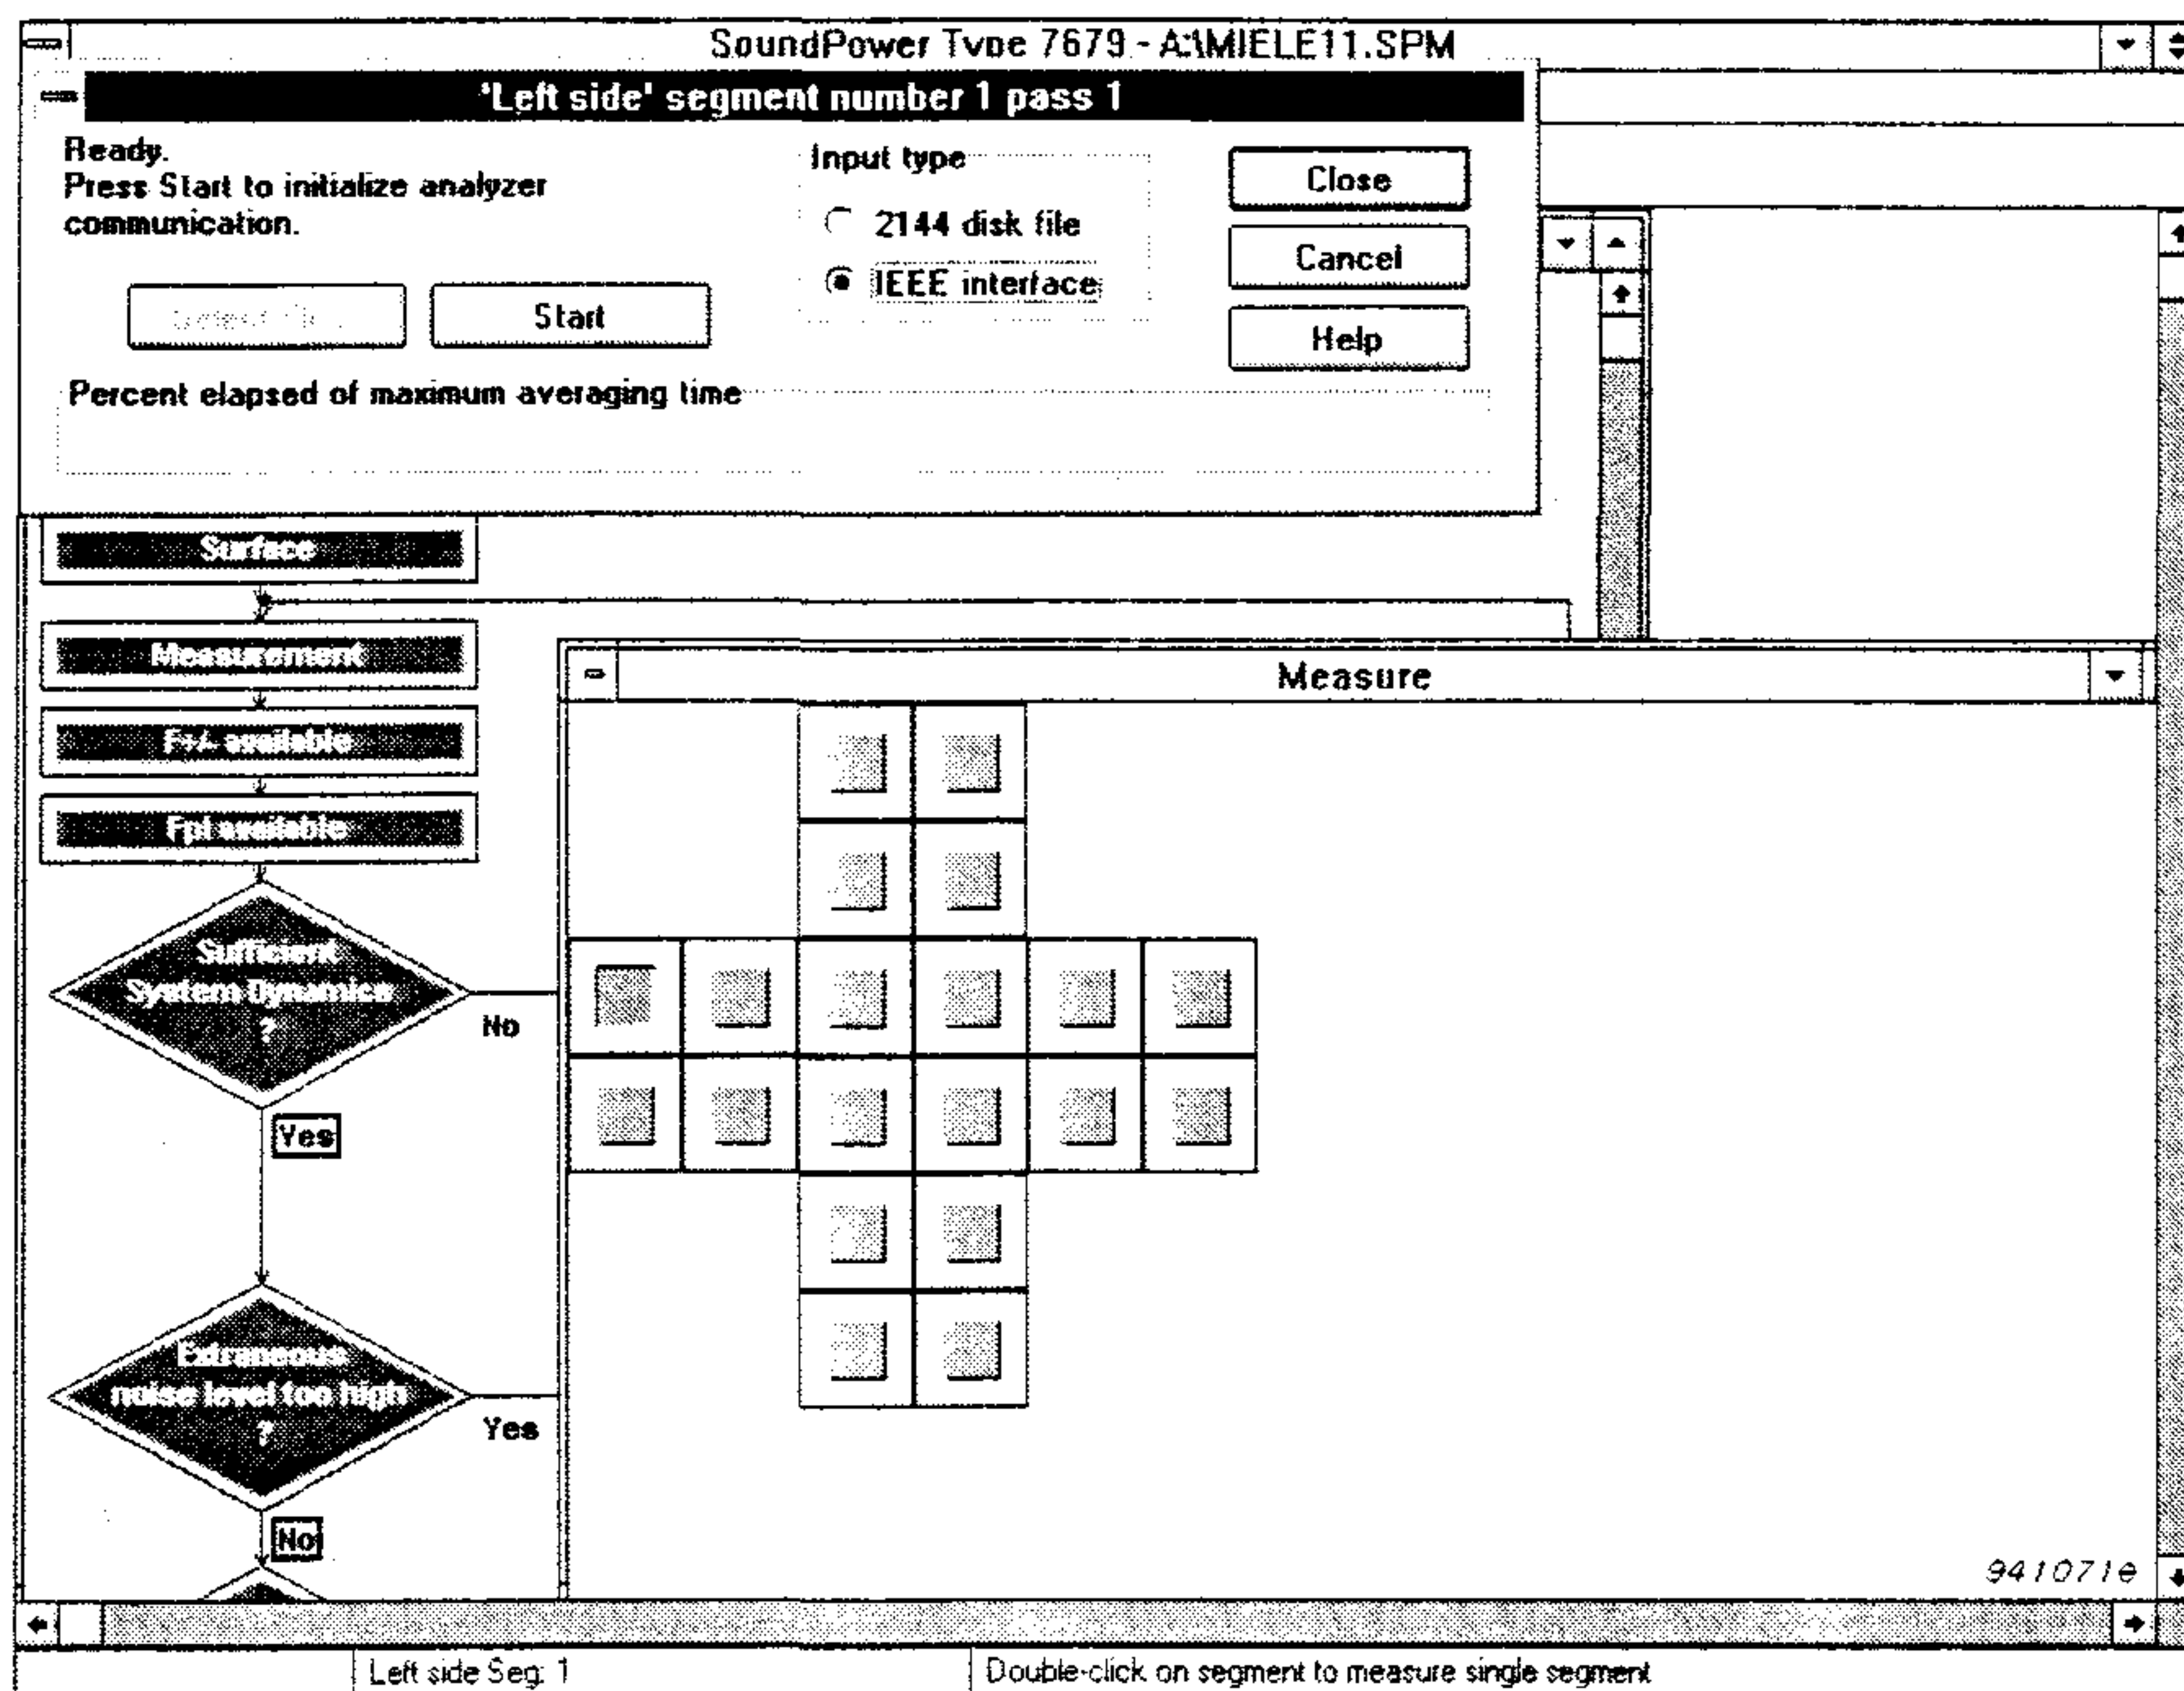 SoundPower Type 7679 - A:\MIELE11.SPM
'Left side' segment number 1 pass 1
Ready.
Press Start to initialize analyzer
communication.
Input type
2144 disk file
IEEE interface
Close
Cancel
Help
Start
Percent elapsed of maximum averaging time
Surface
Measurement
F+/- available
FpI available
Sufficient
System Dynamics
?
No
Yes
Extraneous
noise level too high
?
Yes
No
Measure
941071e
Left side Seg: 1
Double-click on segment to measure single segment